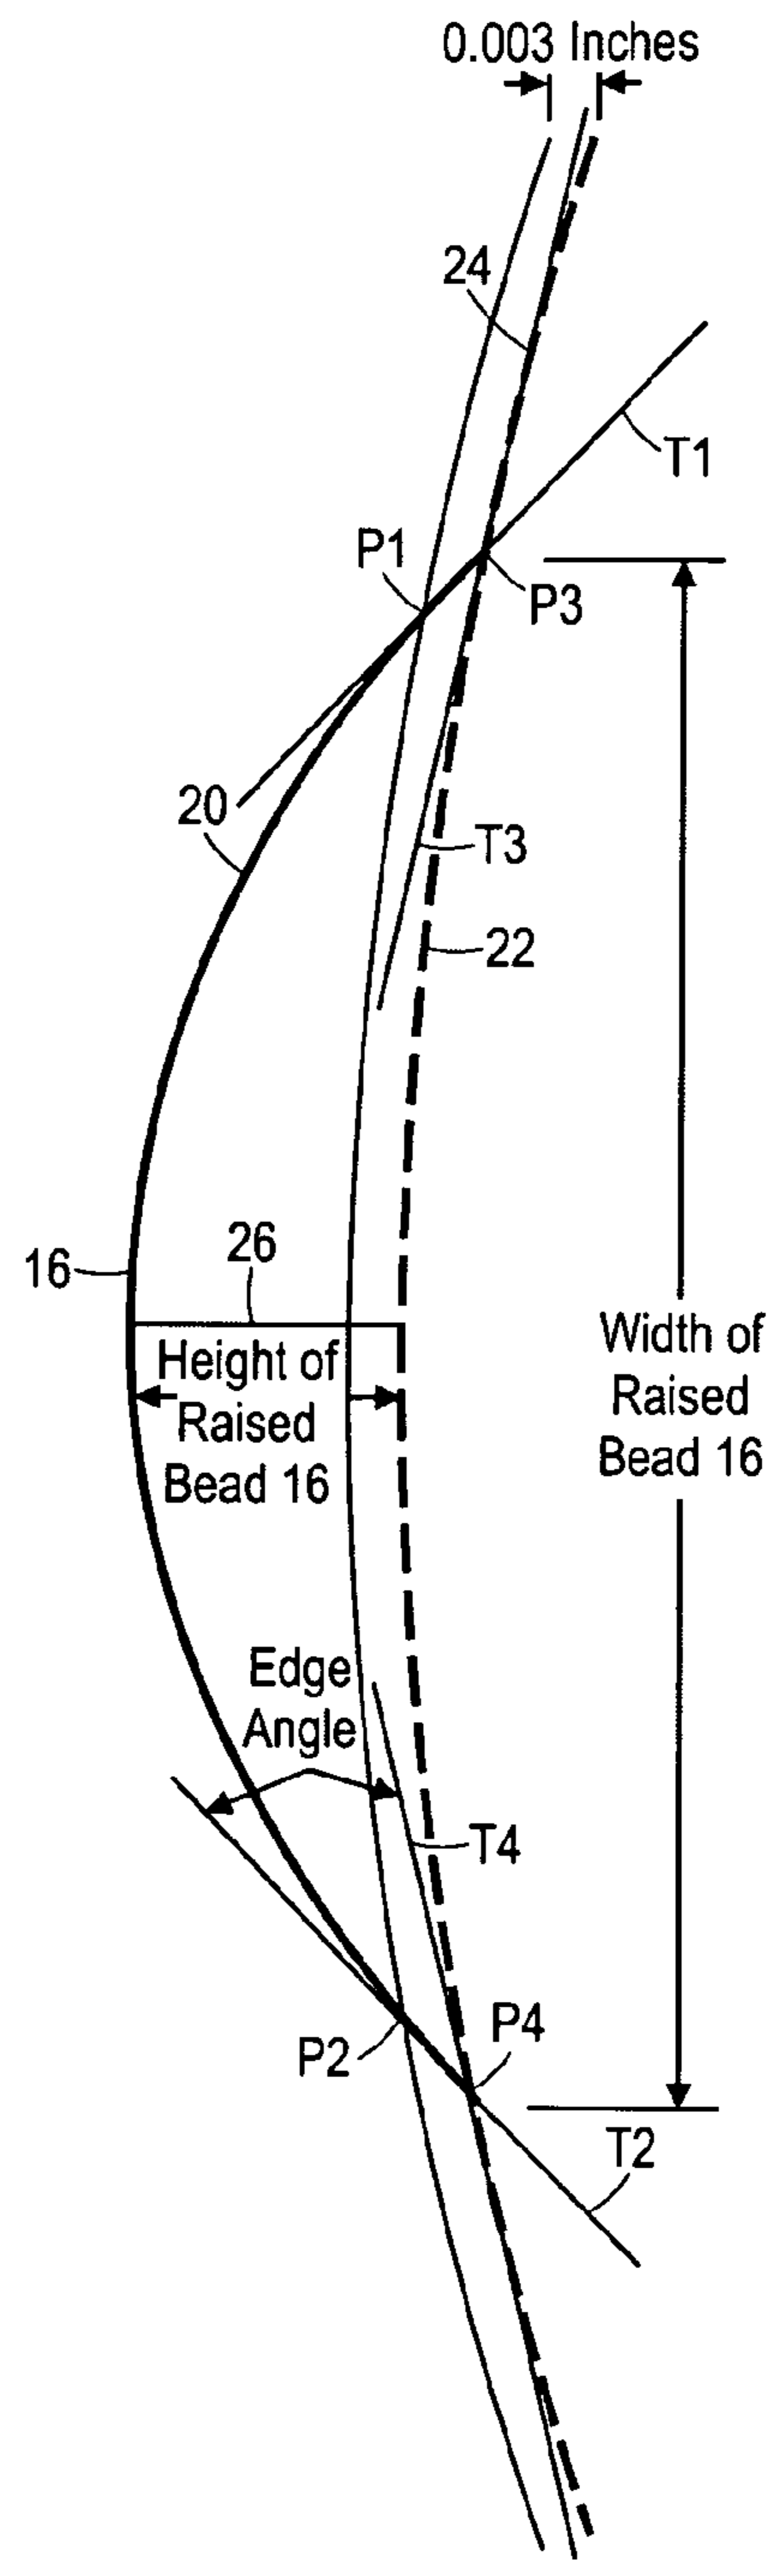 0.003 Inches
24
T1
P1
P3
20
T3
22
16
26
Height of
Raised
Bead 16
Width of
Raised
Bead 16
Edge
Angle
T4
P2
P4
T2